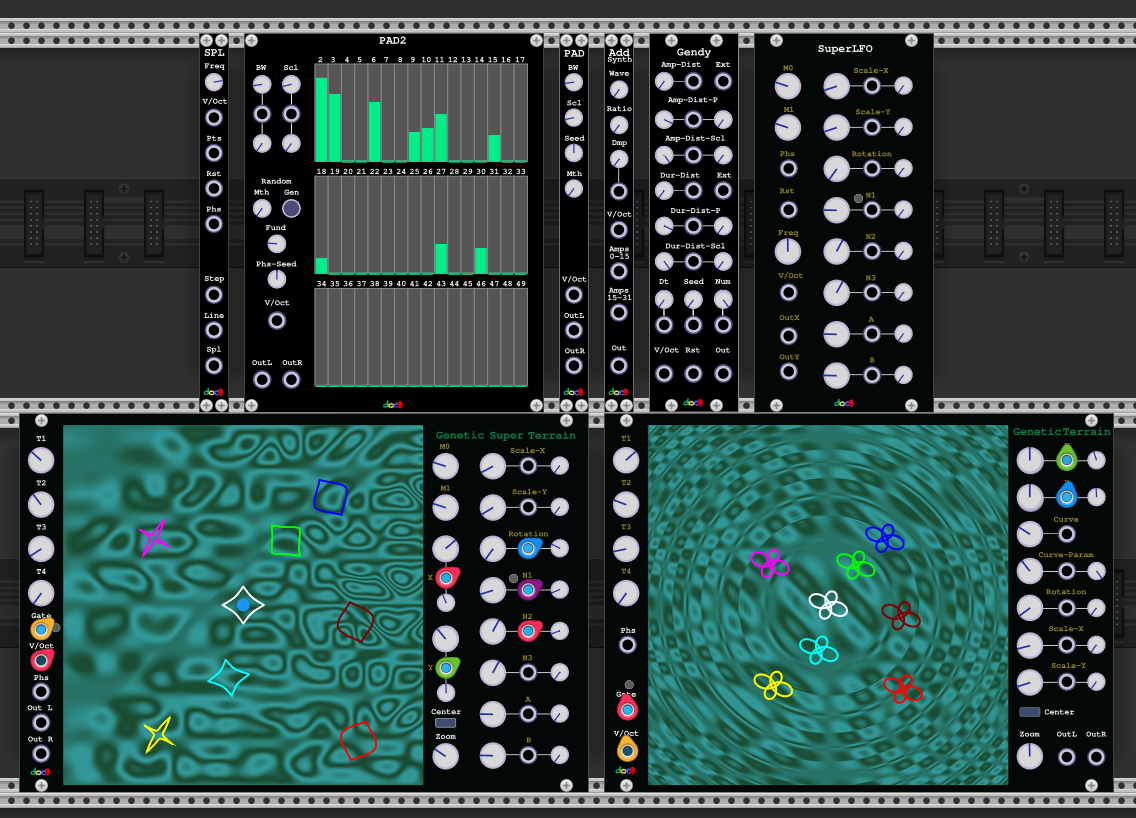 SPL
Freq
V/Oct
Pts
Rst
Phs
Step
Line
Spl
docB
PAD2
BW Scl
2 3 4 5 6 7 8 9 10 11 12 13 14 15 16 17
18 19 20 21 22 23 24 25 26 27 28 29 30 31 32 33
34 35 36 37 38 39 40 41 42 43 44 45 46 47 48 49
Random
Mth Gen
Fund
Phs-Seed
V/Oct
OutL OutR
docB
PAD
BW
Scl
Seed
Mth
V/Oct
OutL
OutR
docB
Add
Synth
Wave
Ratio
Dmp
V/Oct
Amps
0-15
Amps
15-31
Out
docB
Gendy
Amp-Dist Ext
Amp-Dist-P
Amp-Dist-Scl
Dur-Dist Ext
Dur-Dist-P
Dur-Dist-Scl
Dt Seed Num
V/Oct Rst Out
docB
SuperLFO
M0
M1
Phs
Rst
Freq
V/Oct
OutX
OutY
Scale-X
Scale-Y
Rotation
N1
N2
N3
A
B
docB
T1
T2
T3
T4
Gate
V/Oct
Phs
Out L
Out R
docB
Genetic Super Terrain
M0
M1
X
Y
Center
Zoom
Scale-X
Scale-Y
Rotation
N1
N2
N3
A
B
T1
T2
T3
T4
Phs
Gate
V/Oct
docB
GeneticTerrain
Curve
Curve-Param
Rotation
Scale-X
Scale-Y
Center
Zoom OutL OutR